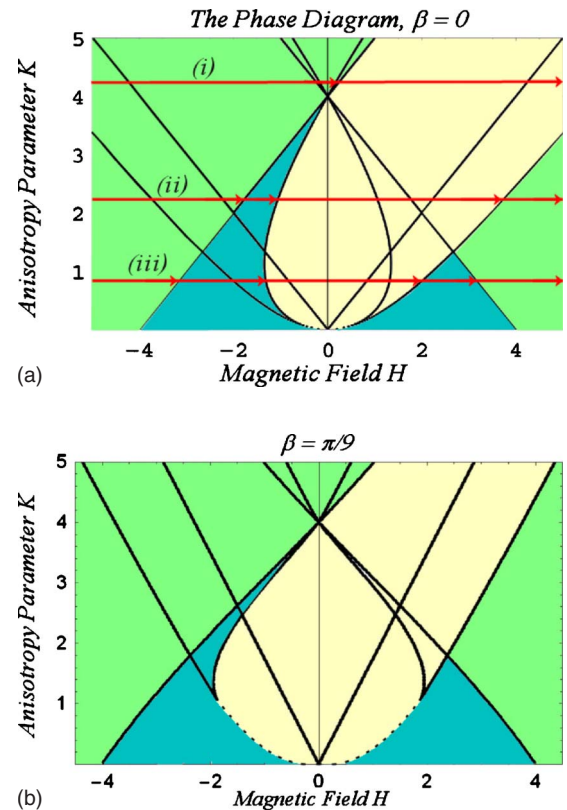 The Phase Diagram, β = 0
5
4
3
2
1
(i)
(ii)
(iii)
Anisotropy Parameter K
−4 −2 0 2 4
Magnetic Field H
(a)
β = π/9
5
4
3
2
1
Anisotropy Parameter K
−4 −2 0 2 4
Magnetic Field H
(b)